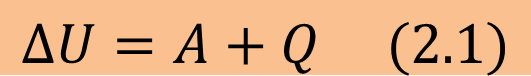 ΔU = A + Q (2.1)